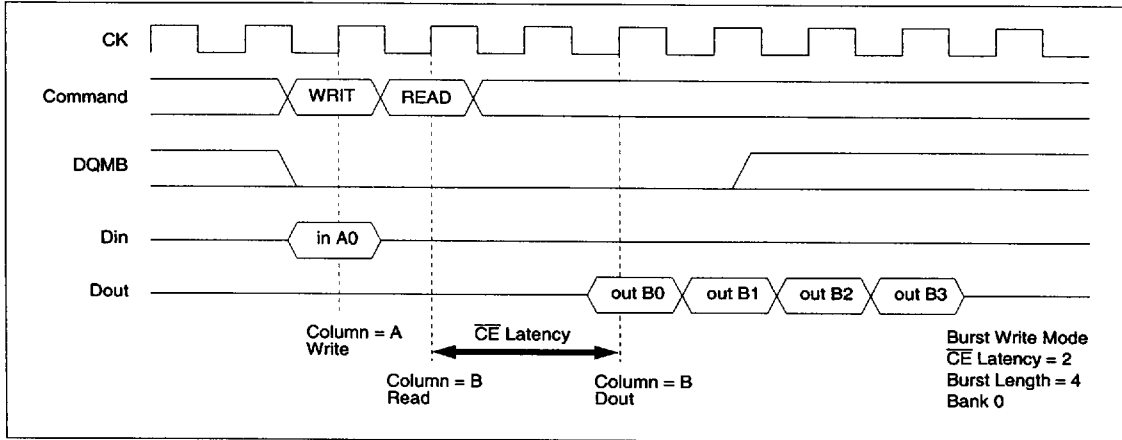 CK
Command
WRIT
READ
DQMB
Din
in A0
Dout
out B0
out B1
out B2
out B3
Column = A
Write
CE Latency
Column = B
Read
Column = B
Dout
Burst Write Mode
CE Latency = 2
Burst Length = 4
Bank 0